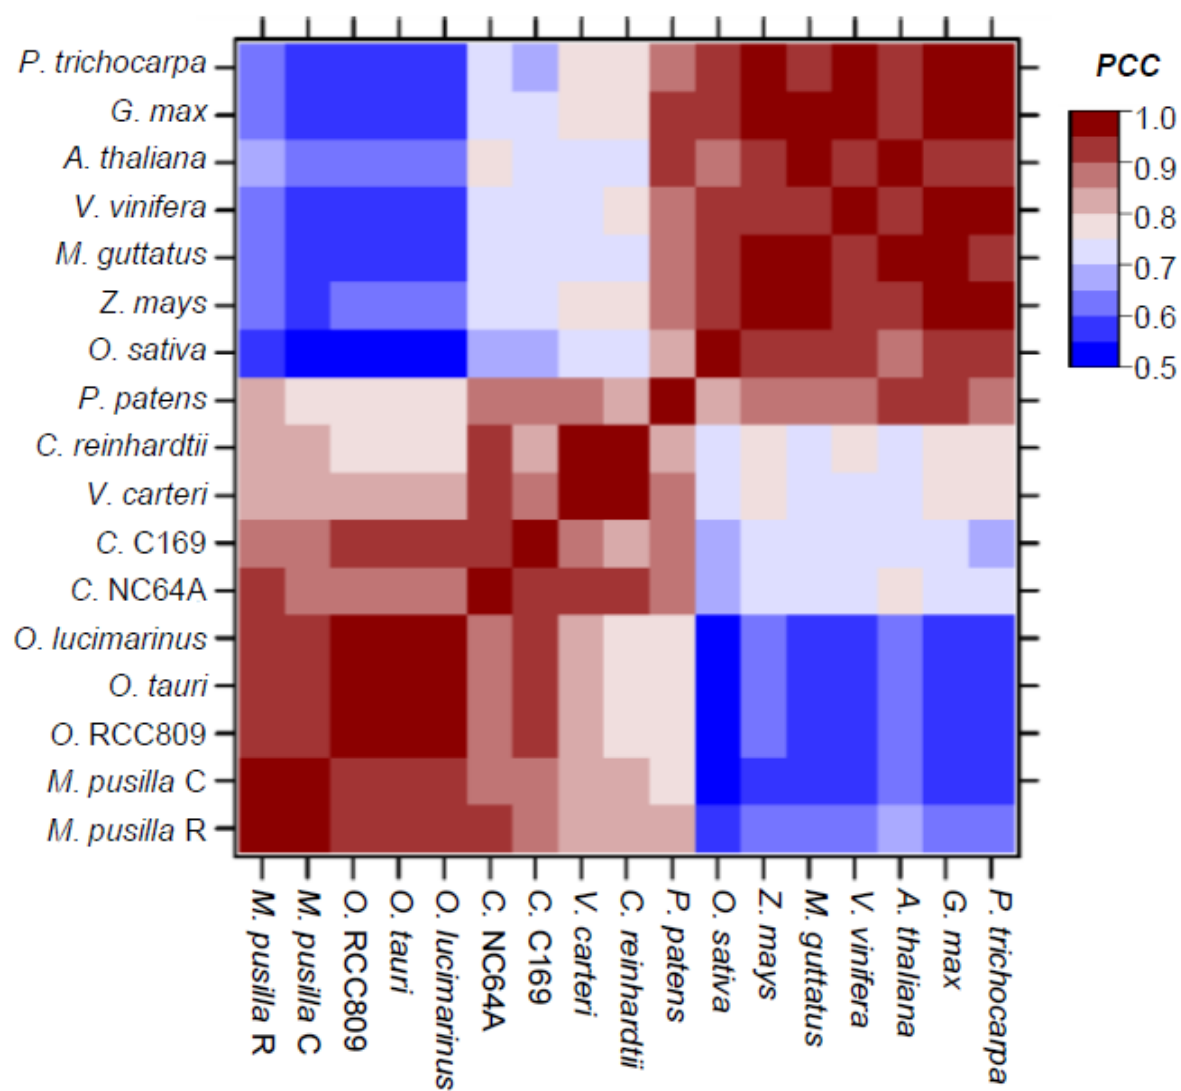 P. trichocarpa
G. max
A. thaliana
V. vinifera
M. guttatus
Z. mays
O. sativa
P. patens
C. reinhardtii
V. carteri
C. C169
C. NC64A
O. lucimarinus
O. tauri
O. RCC809
M. pusilla C
M. pusilla R
PCC
1.0
0.9
0.8
0.7
0.6
0.5
M. pusilla R
M. pusilla C
O. RCC809
O. tauri
O. lucimarinus
C. NC64A
C. C169
V. carteri
C. reinhardtii
P. patens
O. sativa
Z. mays
M. guttatus
V. vinifera
A. thaliana
G. max
P. trichocarpa